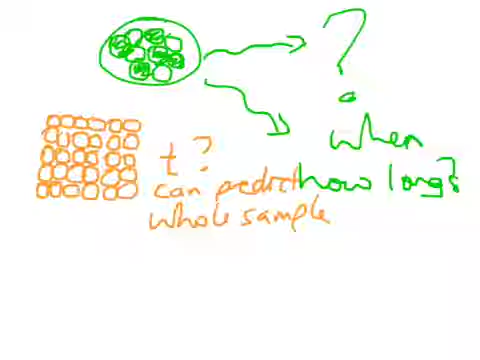 ?
when
how long?
t?
can predict
whole sample